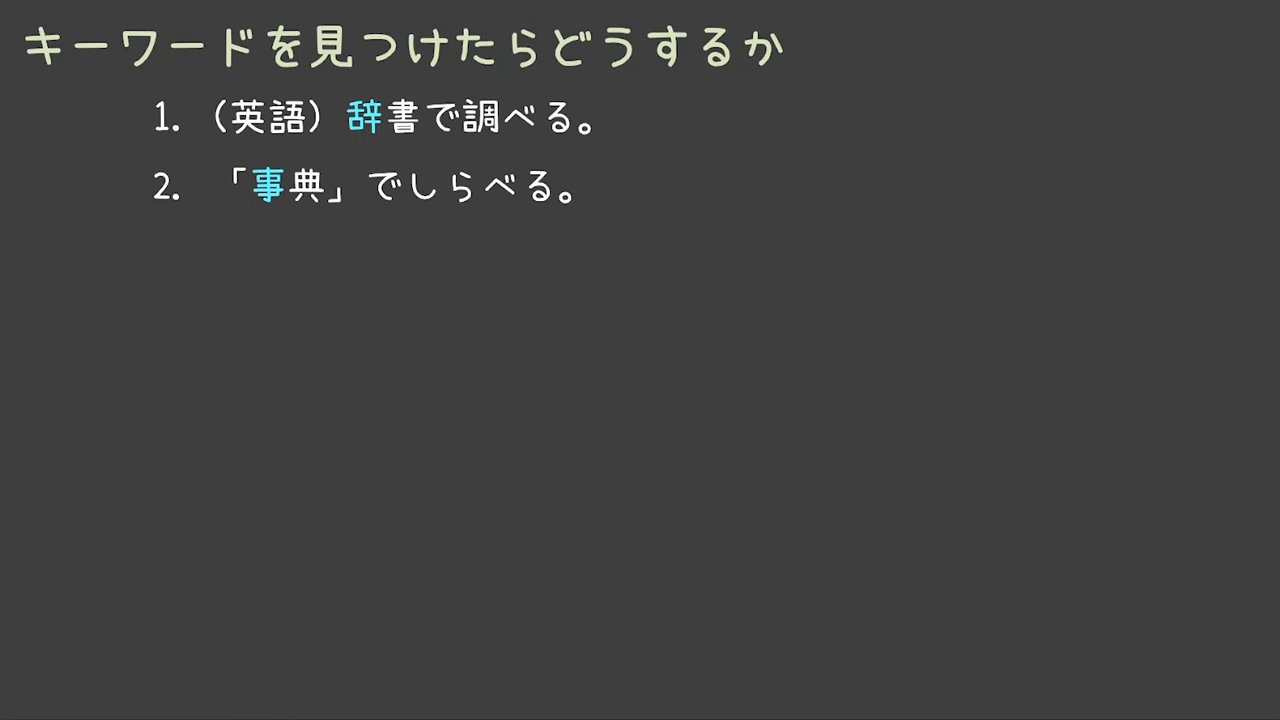 キーワードを見つけたらどうするか
1. （英語）辞書で調べる。
2. 「事典」でしらべる。